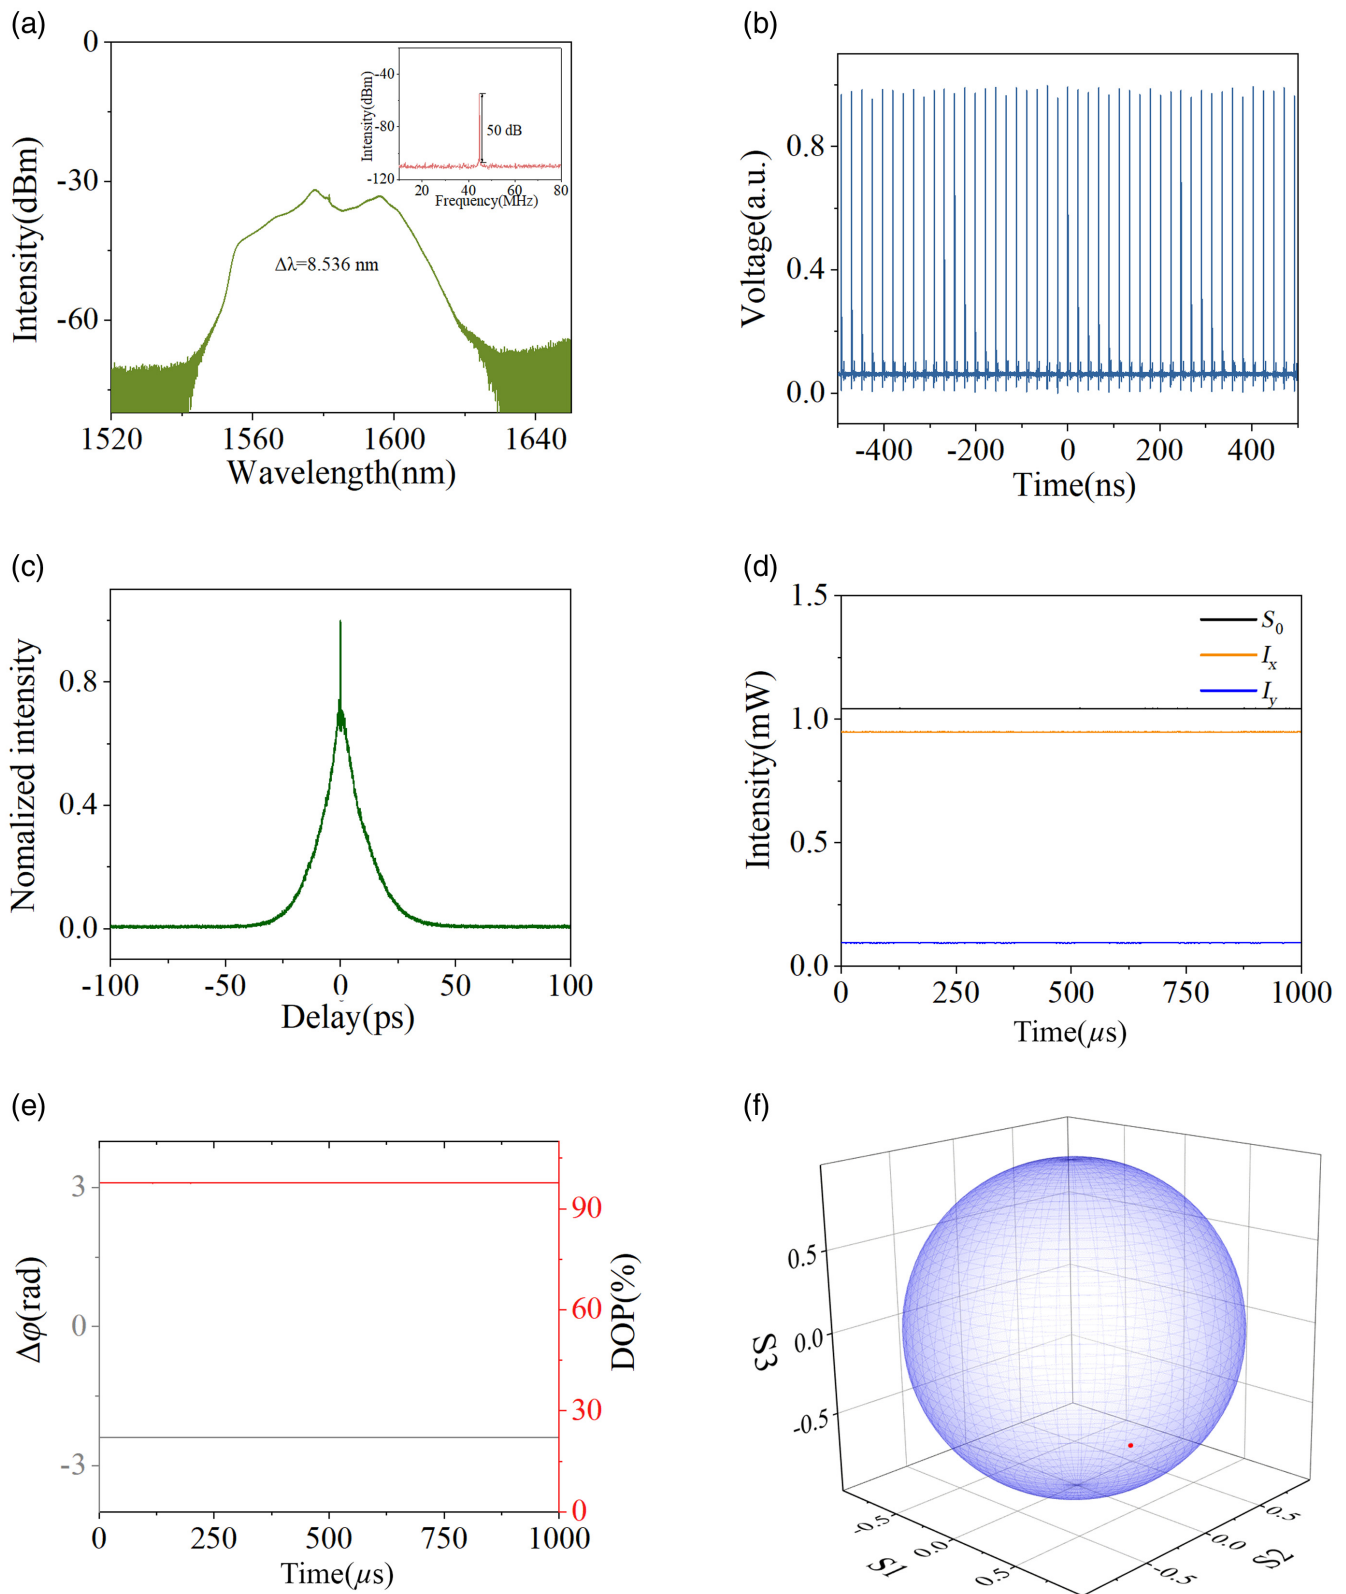 (a)
0
-30
-60
Intensity(dBm)
1520 1560 1600 1640
Wavelength(nm)
Δλ=8.536 nm
-40
-80
-120
Intensity(dBm)
50 dB
20 40 60 80
Frequency(MHz)
(b)
0.8
0.4
0.0
Voltage(a.u.)
-400 -200 0 200 400
Time(ns)
(c)
0.8
0.4
0.0
Nomalized intensity
-100 -50 0 50 100
Delay(ps)
(d)
1.5
1.0
0.5
0.0
Intensity(mW)
S0
Ix
Iy
0 250 500 750 1000
Time(μs)
(e)
3
0
-3
Δφ(rad)
90
60
30
0
DOP(%)
0 250 500 750 1000
Time(μs)
(f)
0.5
0.0
-0.5
S3
-0.5
0.0
0.5
S1
-0.5
-0.0
-0.5